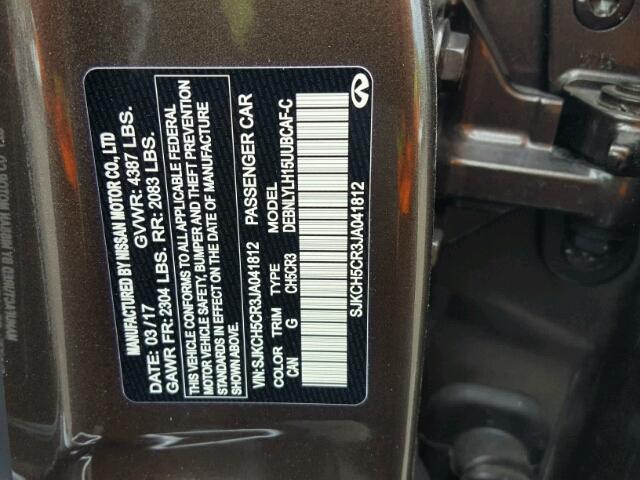 MANUFACTURED BY NISSAN MOTOR CO., LTD
DATE: 03/17 GVWR: 4387 LBS.
GAWR FR: 2304 LBS. RR: 2083 LBS.
THIS VEHICLE CONFORMS TO ALL APPLICABLE FEDERAL
MOTOR VEHICLE SAFETY, BUMPER AND THEFT PREVENTION
STANDARDS IN EFFECT ON THE DATE OF MANUFACTURE
SHOWN ABOVE.
VIN:SJKCH5CR3JA041812 PASSENGER CAR
COLOR TRIM TYPE MODEL
CAN G CH5CR3 DEBNLYLH15UUBCAF-C
SJKCH5CR3JA041812